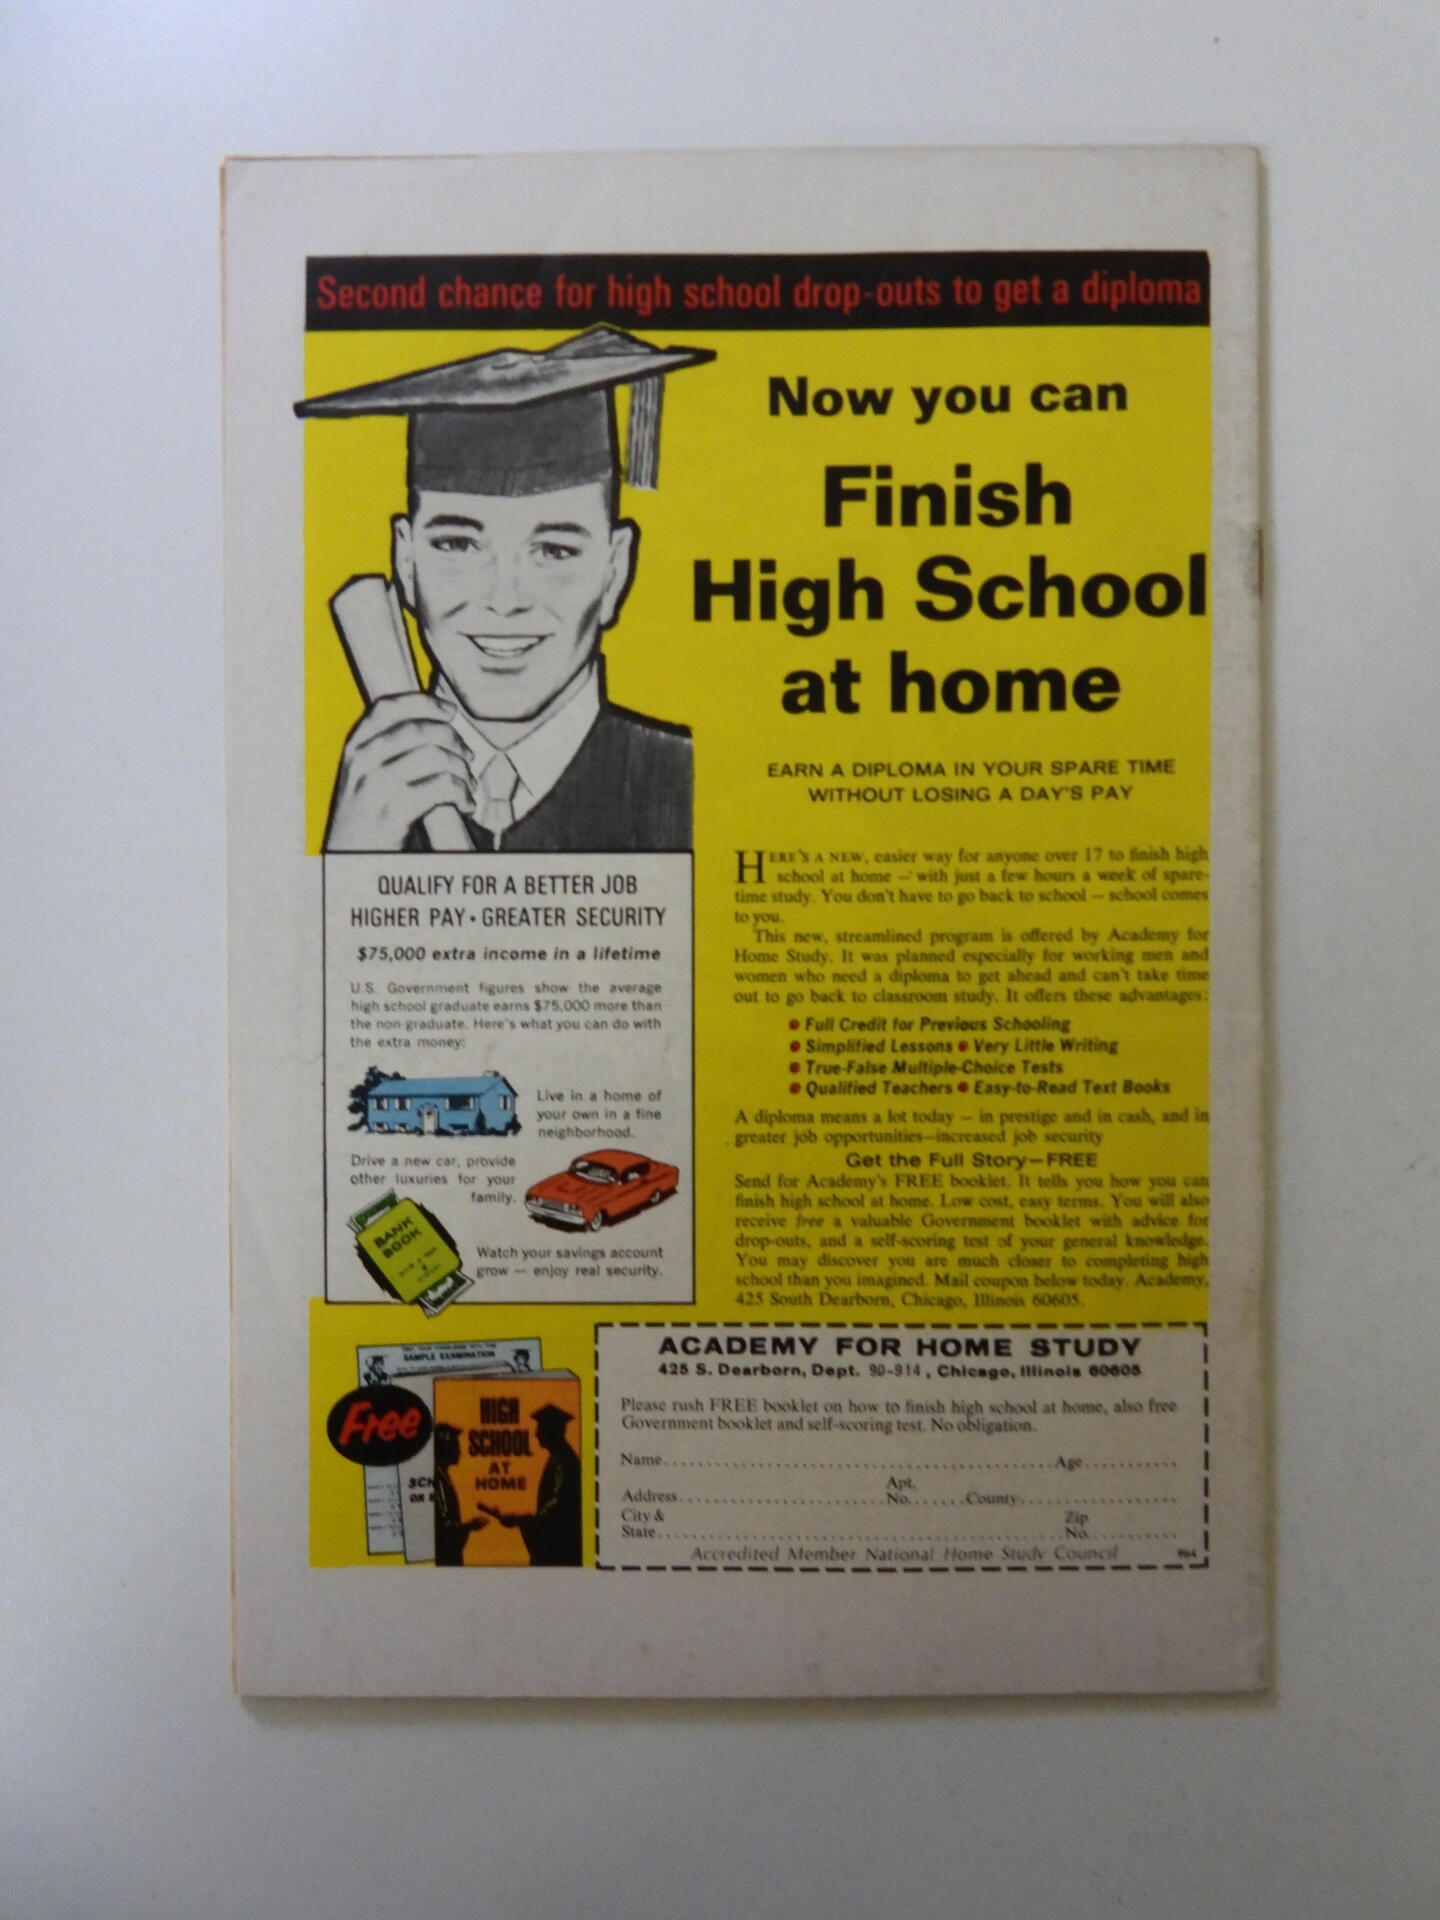 Second chance for high school drop-outs to get a diploma
Now you can
Finish
High School
at home
EARN A DIPLOMA IN YOUR SPARE TIME
WITHOUT LOSING A DAY'S PAY
HERE'S A NEW, easier way for anyone over 17 to finish high
school at home — with just a few hours a week of spare-
time study. You don't have to go back to school — school comes
to you.
This new, streamlined program is offered by Academy for
Home Study. It was planned especially for working men and
women who need a diploma to get ahead and can't take time
out to go back to classroom study. It offers these advantages:
• Full Credit for Previous Schooling
• Simplified Lessons • Very Little Writing
• True-False Multiple-Choice Tests
• Qualified Teachers • Easy-to-Read Text Books
A diploma means a lot today — in prestige and in cash, and in
greater job opportunities—increased job security
Get the Full Story—FREE
Send for Academy's FREE booklet. It tells you how you can
finish high school at home. Low cost, easy terms. You will also
receive free a valuable Government booklet with advice for
drop-outs, and a self-scoring test of your general knowledge.
You may discover you are much closer to completing high
school than you imagined. Mail coupon below today. Academy,
425 South Dearborn, Chicago, Illinois 60605.
QUALIFY FOR A BETTER JOB
HIGHER PAY • GREATER SECURITY
$75,000 extra income in a lifetime
U.S. Government figures show the average
high school graduate earns $75,000 more than
the non-graduate. Here's what you can do with
the extra money:
Live in a home of
your own in a fine
neighborhood.
Drive a new car, provide
other luxuries for your
family.
BANK
BOOK
Watch your savings account
grow — enjoy real security.
SAMPLE EXAMINATION
Free
HIGH
SCHOOL
AT
HOME
ACADEMY FOR HOME STUDY
425 S. Dearborn, Dept. 90-914, Chicago, Illinois 60605
Please rush FREE booklet on how to finish high school at home, also free
Government booklet and self-scoring test. No obligation.
Name..........Age..........
Apt.
Address..........No.......County..........
City & Zip
State..........No..........
Accredited Member National Home Study Council 964